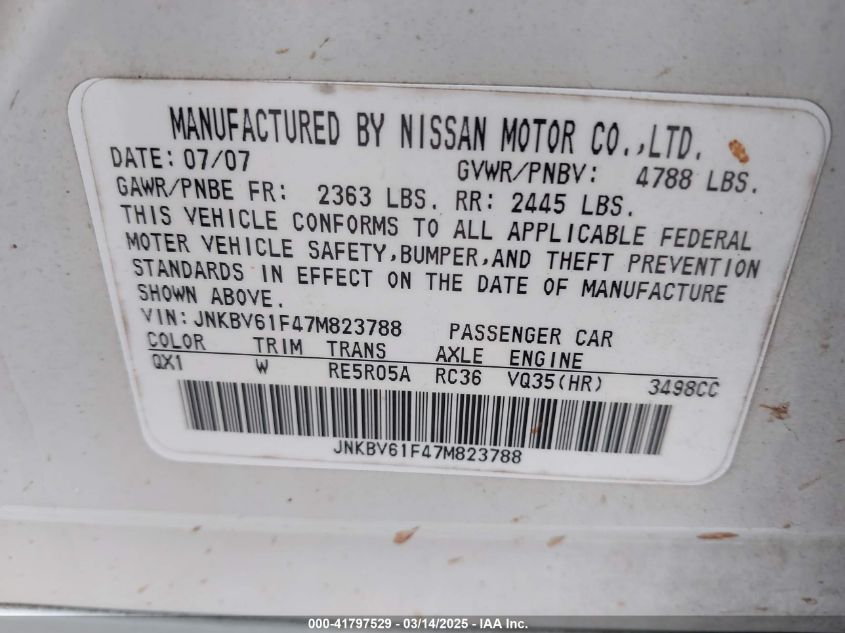 MANUFACTURED BY NISSAN MOTOR CO.,LTD.
DATE: 07/07 GVWR/PNBV: 4788 LBS.
GAWR/PNBE FR: 2363 LBS. RR: 2445 LBS.
THIS VEHICLE CONFORMS TO ALL APPLICABLE FEDERAL
MOTER VEHICLE SAFETY,BUMPER,AND THEFT PREVENTION
STANDARDS IN EFFECT ON THE DATE OF MANUFACTURE
SHOWN ABOVE.
VIN: JNKBV61F47M823788 PASSENGER CAR
COLOR TRIM TRANS AXLE ENGINE
QX1 W RE5R05A RC36 VQ35(HR) 3498CC
JNKBV61F47M823788
000-41797529 - 03/14/2025 - IAA Inc.